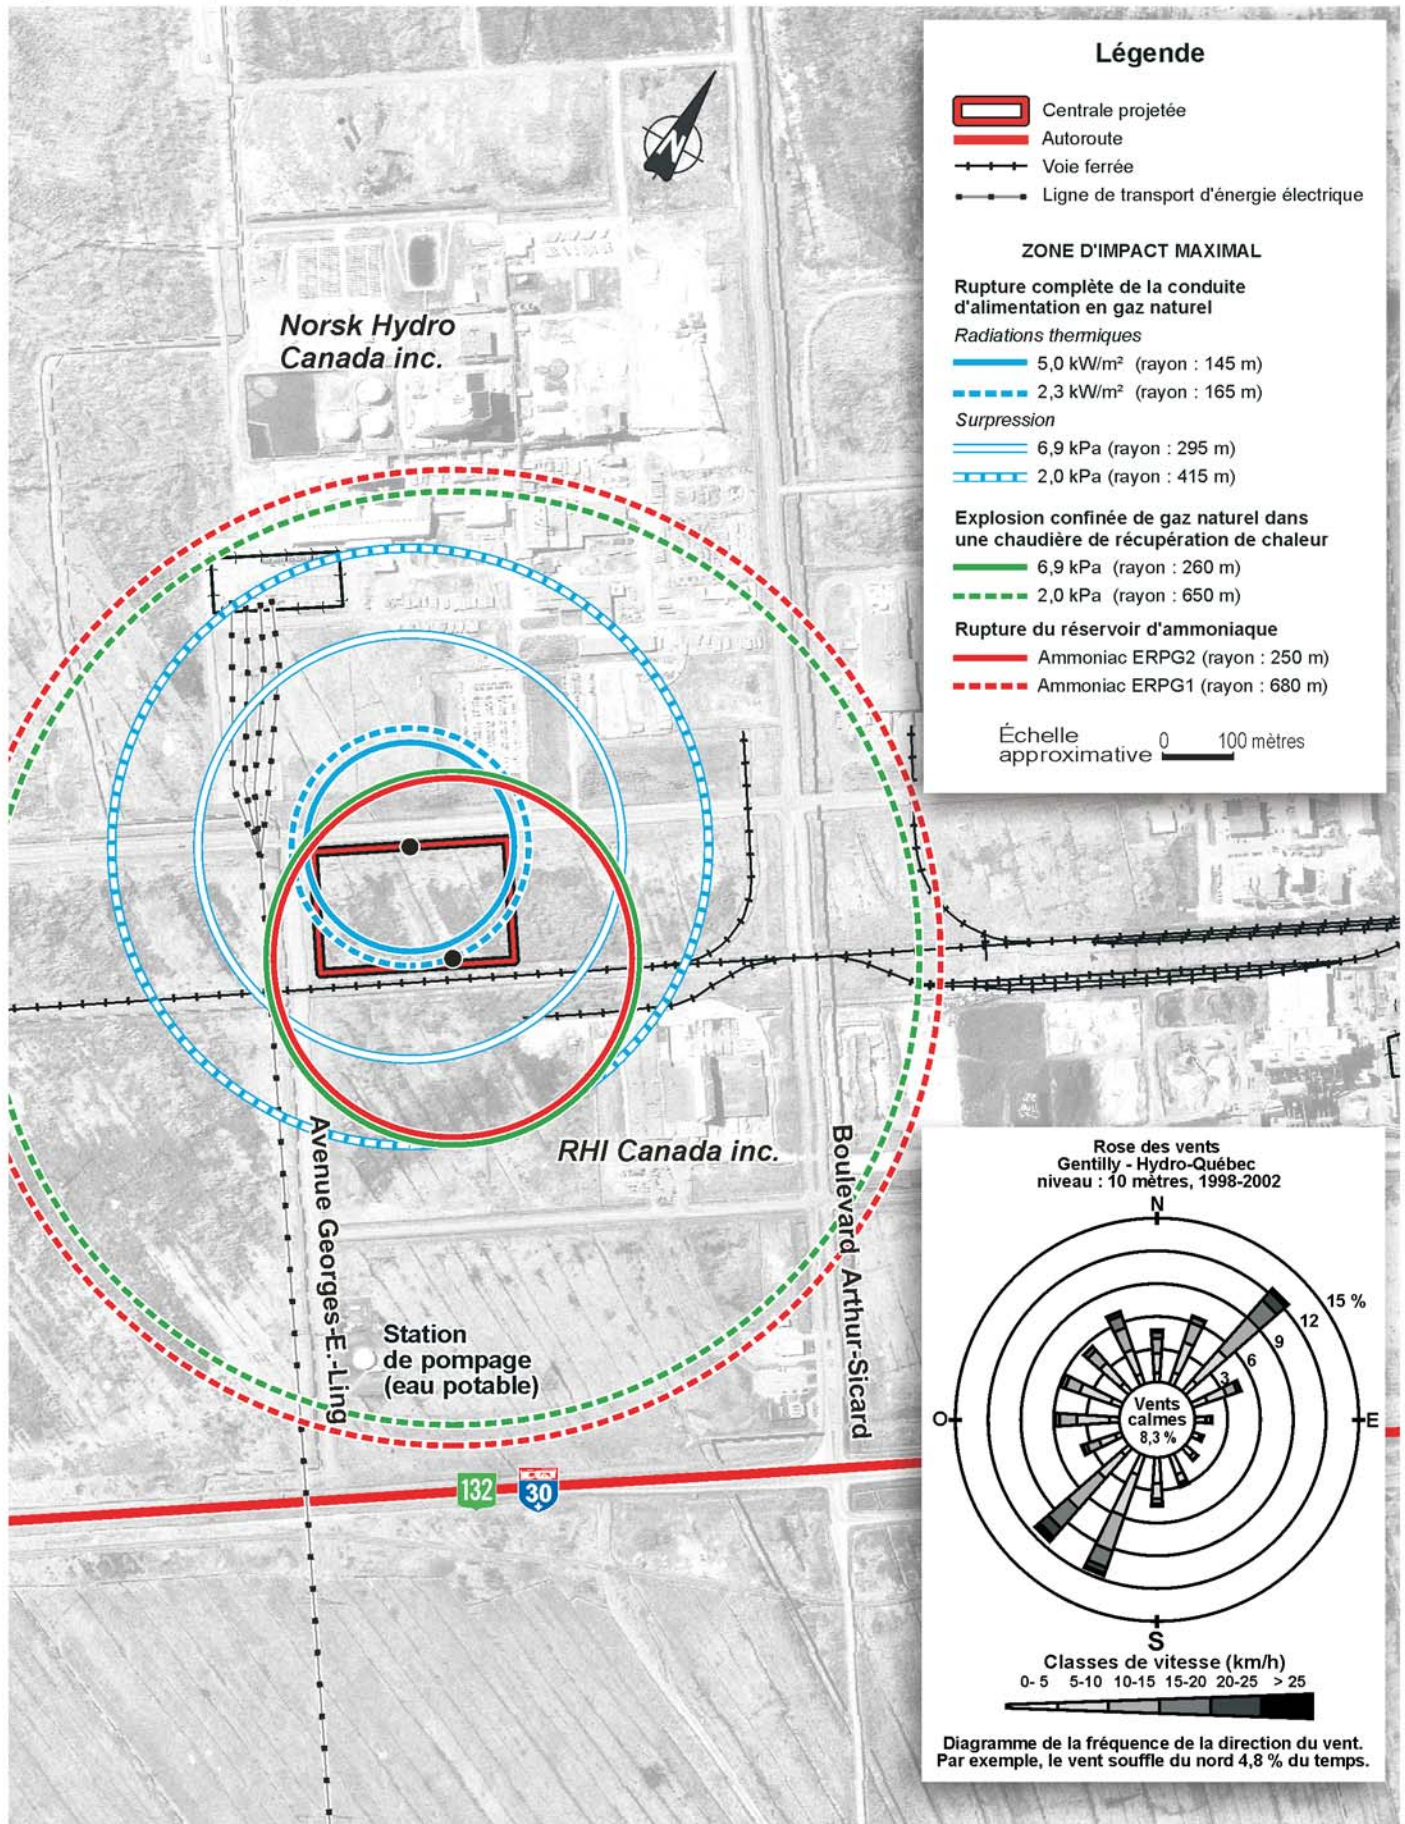 Légende
Centrale projetée
Autoroute
Voie ferrée
Ligne de transport d'énergie électrique
ZONE D'IMPACT MAXIMAL
Rupture complète de la conduite
d'alimentation en gaz naturel
Radiations thermiques
5,0 kW/m² (rayon : 145 m)
2,3 kW/m² (rayon : 165 m)
Surpression
6,9 kPa (rayon : 295 m)
2,0 kPa (rayon : 415 m)
Explosion confinée de gaz naturel dans
une chaudière de récupération de chaleur
6,9 kPa (rayon : 260 m)
2,0 kPa (rayon : 650 m)
Rupture du réservoir d'ammoniaque
Ammoniac ERPG2 (rayon : 250 m)
Ammoniac ERPG1 (rayon : 680 m)
Échelle
approximative 0 100 mètres
N
Norsk Hydro
Canada inc.
RHI Canada inc.
Avenue Georges-E.-Ling
Boulevard Arthur-Sicard
Station
de pompage
(eau potable)
132
30
Rose des vents
Gentilly - Hydro-Québec
niveau : 10 mètres, 1998-2002
N
15 %
12
9
6
3
Vents
calmes
8,3 %
O
E
S
Classes de vitesse (km/h)
0- 5 5-10 10-15 15-20 20-25 > 25
Diagramme de la fréquence de la direction du vent.
Par exemple, le vent souffle du nord 4,8 % du temps.